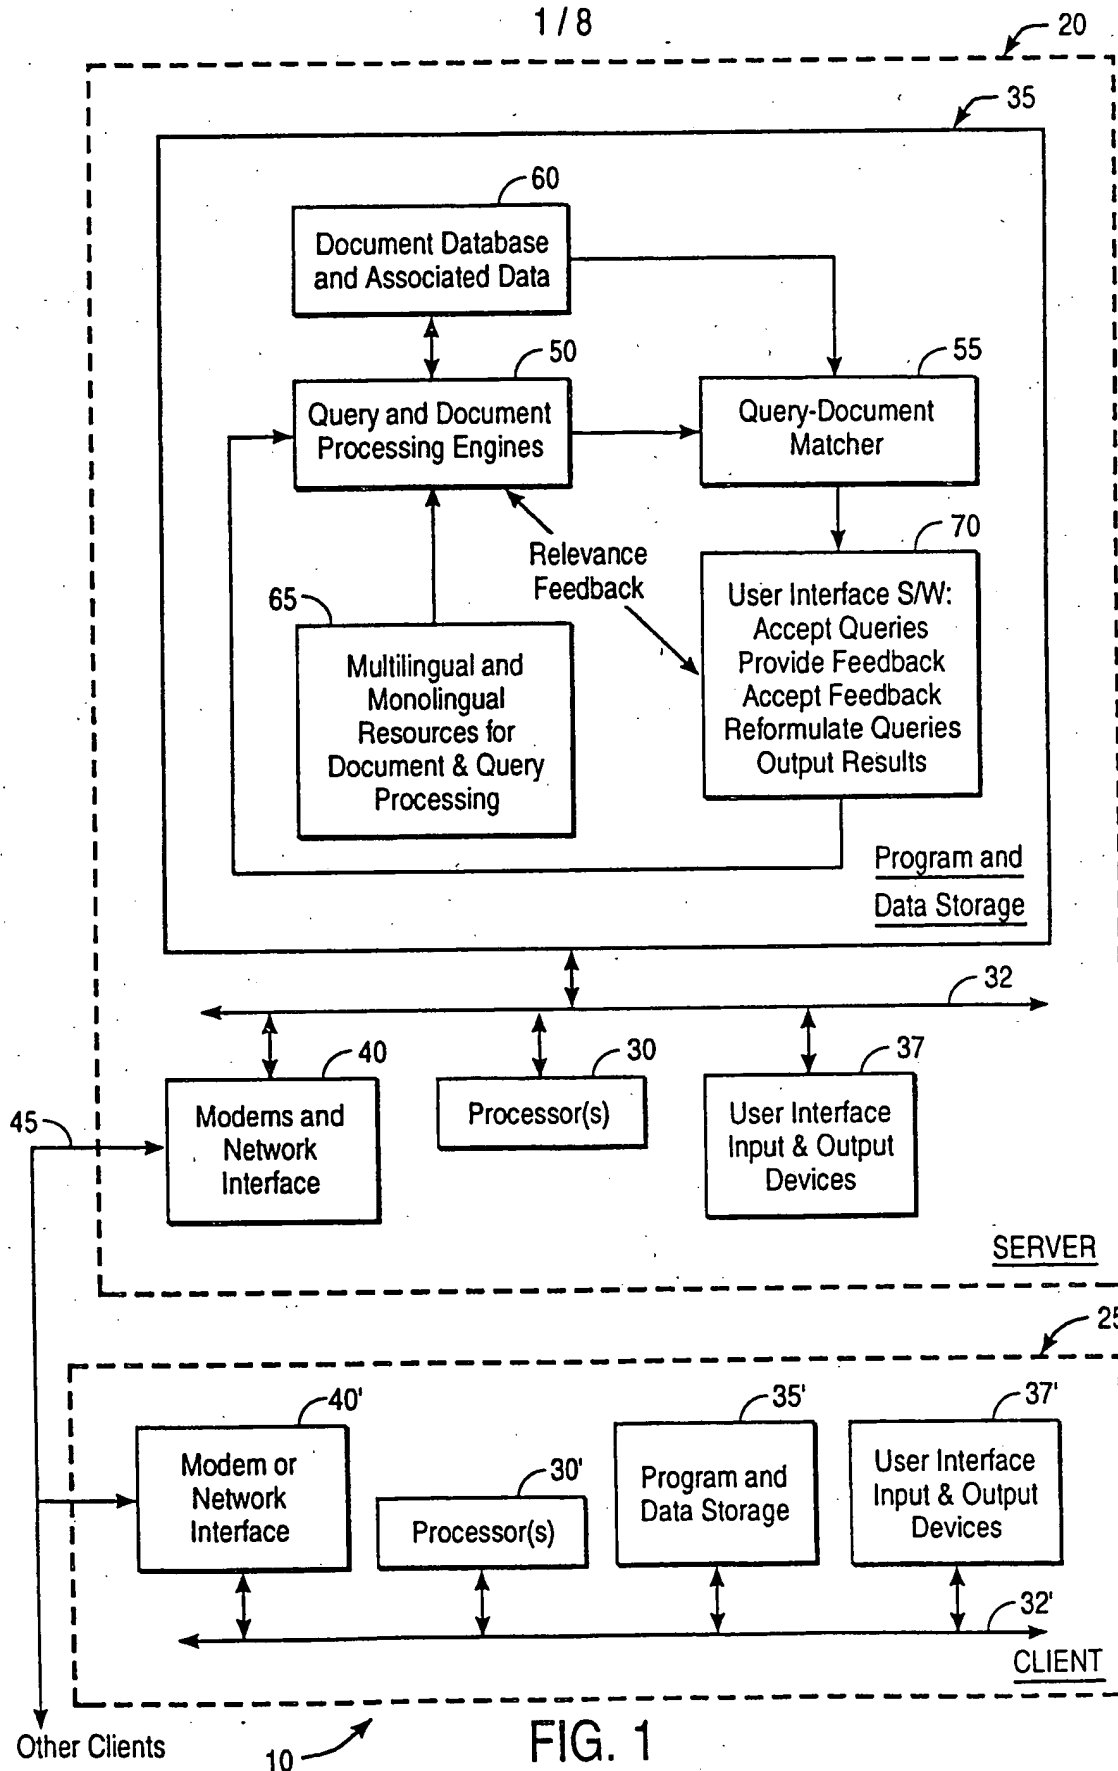 1 / 8
20
35
60
Document Database
and Associated Data
50
Query and Document
Processing Engines
55
Query-Document
Matcher
Relevance
Feedback
65
Multilingual and
Monolingual
Resources for
Document & Query
Processing
70
User Interface S/W:
Accept Queries
Provide Feedback
Accept Feedback
Reformulate Queries
Output Results
Program and
Data Storage
32
40
Modems and
Network
Interface
30
Processor(s)
37
User Interface
Input & Output
Devices
45
SERVER
25
40'
Modem or
Network
Interface
30'
Processor(s)
35'
Program and
Data Storage
37'
User Interface
Input & Output
Devices
32'
CLIENT
Other Clients
10
FIG. 1